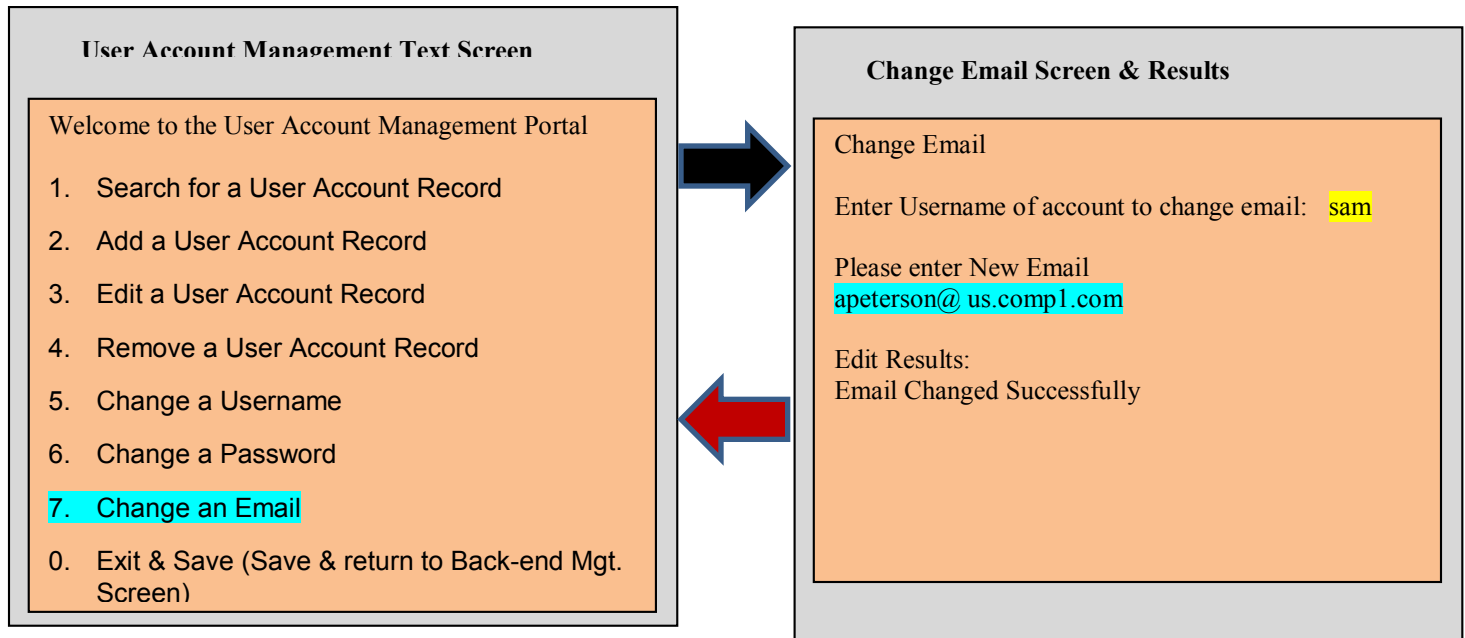 User Account Management Text Screen
Welcome to the User Account Management Portal
1. Search for a User Account Record
2. Add a User Account Record
3. Edit a User Account Record
4. Remove a User Account Record
5. Change a Username
6. Change a Password
7. Change an Email
0. Exit & Save (Save & return to Back-end Mgt.
Screen)
Change Email Screen & Results
Change Email
Enter Username of account to change email: sam
Please enter New Email
apeterson@ us.comp1.com
Edit Results:
Email Changed Successfully